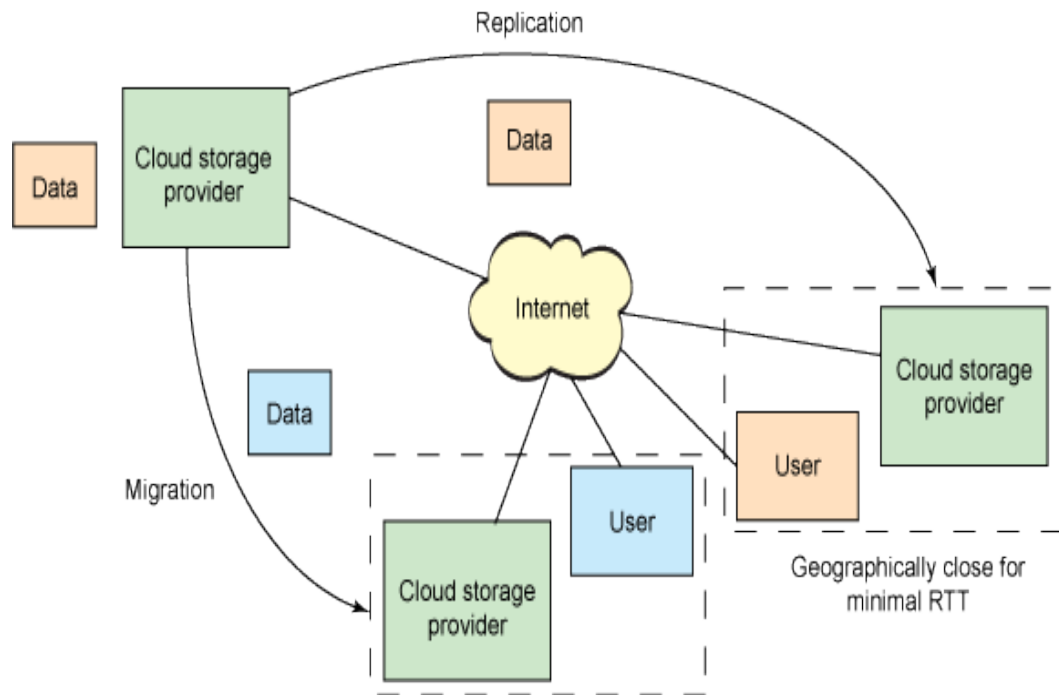 Replication
Data
Cloud storage
provider
Data
Internet
Cloud storage
provider
Data
User
Migration
User
Cloud storage
provider
Geographically close for
minimal RTT